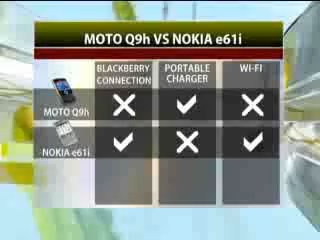 MOTO Q9h VS NOKIA e61i
BLACKBERRY CONNECTION PORTABLE CHARGER WI-FI
MOTO Q9h
NOKIA e61i